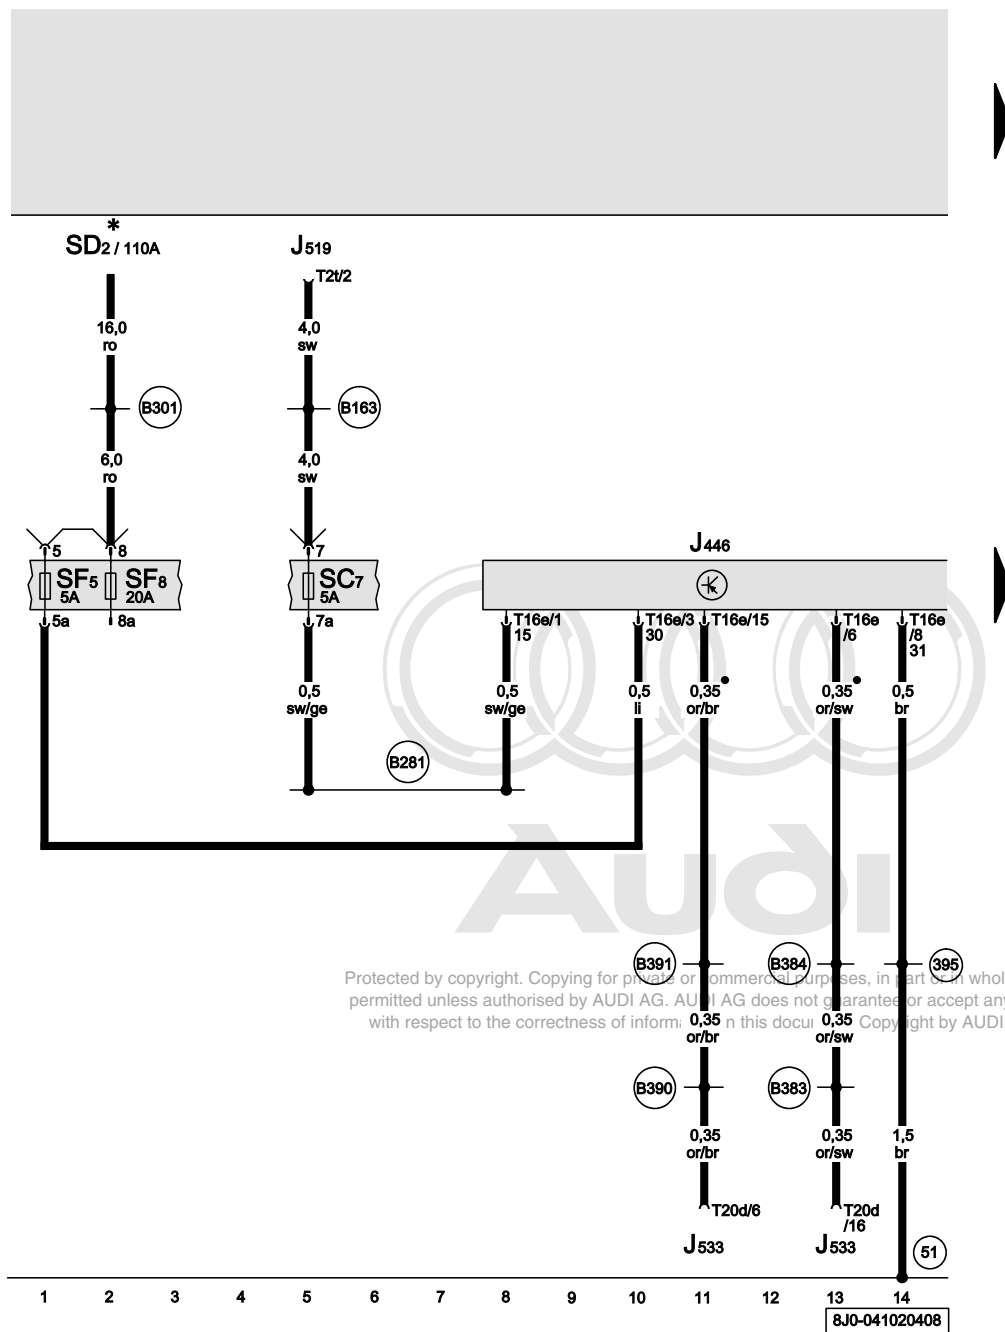 *
SD2 / 110A
J519
T2t/2
16,0
ro
4,0
sw
B301
B163
6,0
ro
4,0
sw
5
8
7
J446
SF5
5A
SF8
20A
SC7
5A
5a
8a
7a
T16e/1
15
T16e/3
30
T16e/15
T16e
/6
T16e
/8
31
0,5
sw/ge
0,5
sw/ge
0,5
li
0,35
or/br
0,35
or/sw
0,5
br
B281
Audi
B391
B384
395
Protected by copyright. Copying for private or commercial purposes, in part or in whol
permitted unless authorised by AUDI AG. AUDI AG does not guarantee or accept any
with respect to the correctness of inform n this docu Copyright by AUDI
0,35
or/br
0,35
or/sw
B390
B383
0,35
or/br
0,35
or/sw
1,5
br
T20d/6
T20d
/16
J533
J533
51
1 2 3 4 5 6 7 8 9 10 11 12 13 14
8J0-041020408